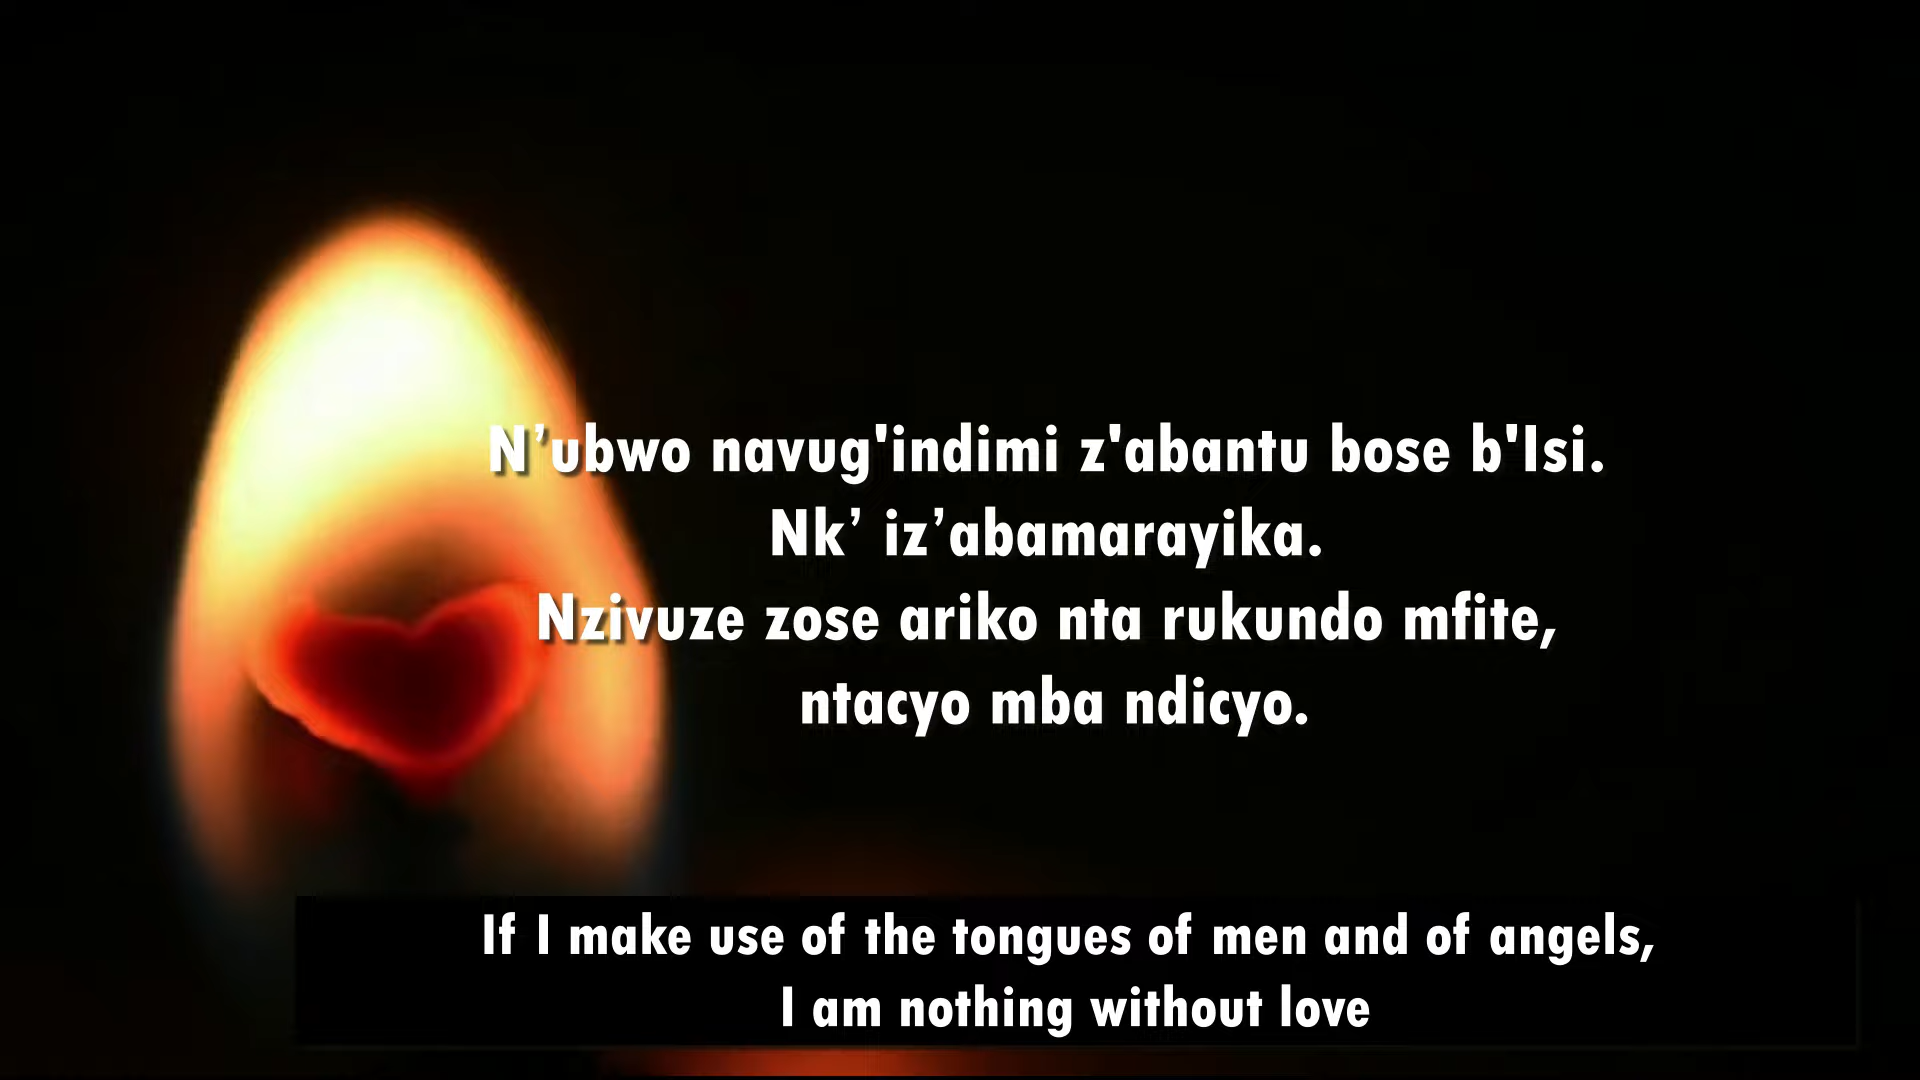 N’ubwo navug'indimi z'abantu bose b'Isi.
Nk’ iz’abamarayika.
Nzivuze zose ariko nta rukundo mfite,
ntacyo mba ndicyo.
If I make use of the tongues of men and of angels,
I am nothing without love